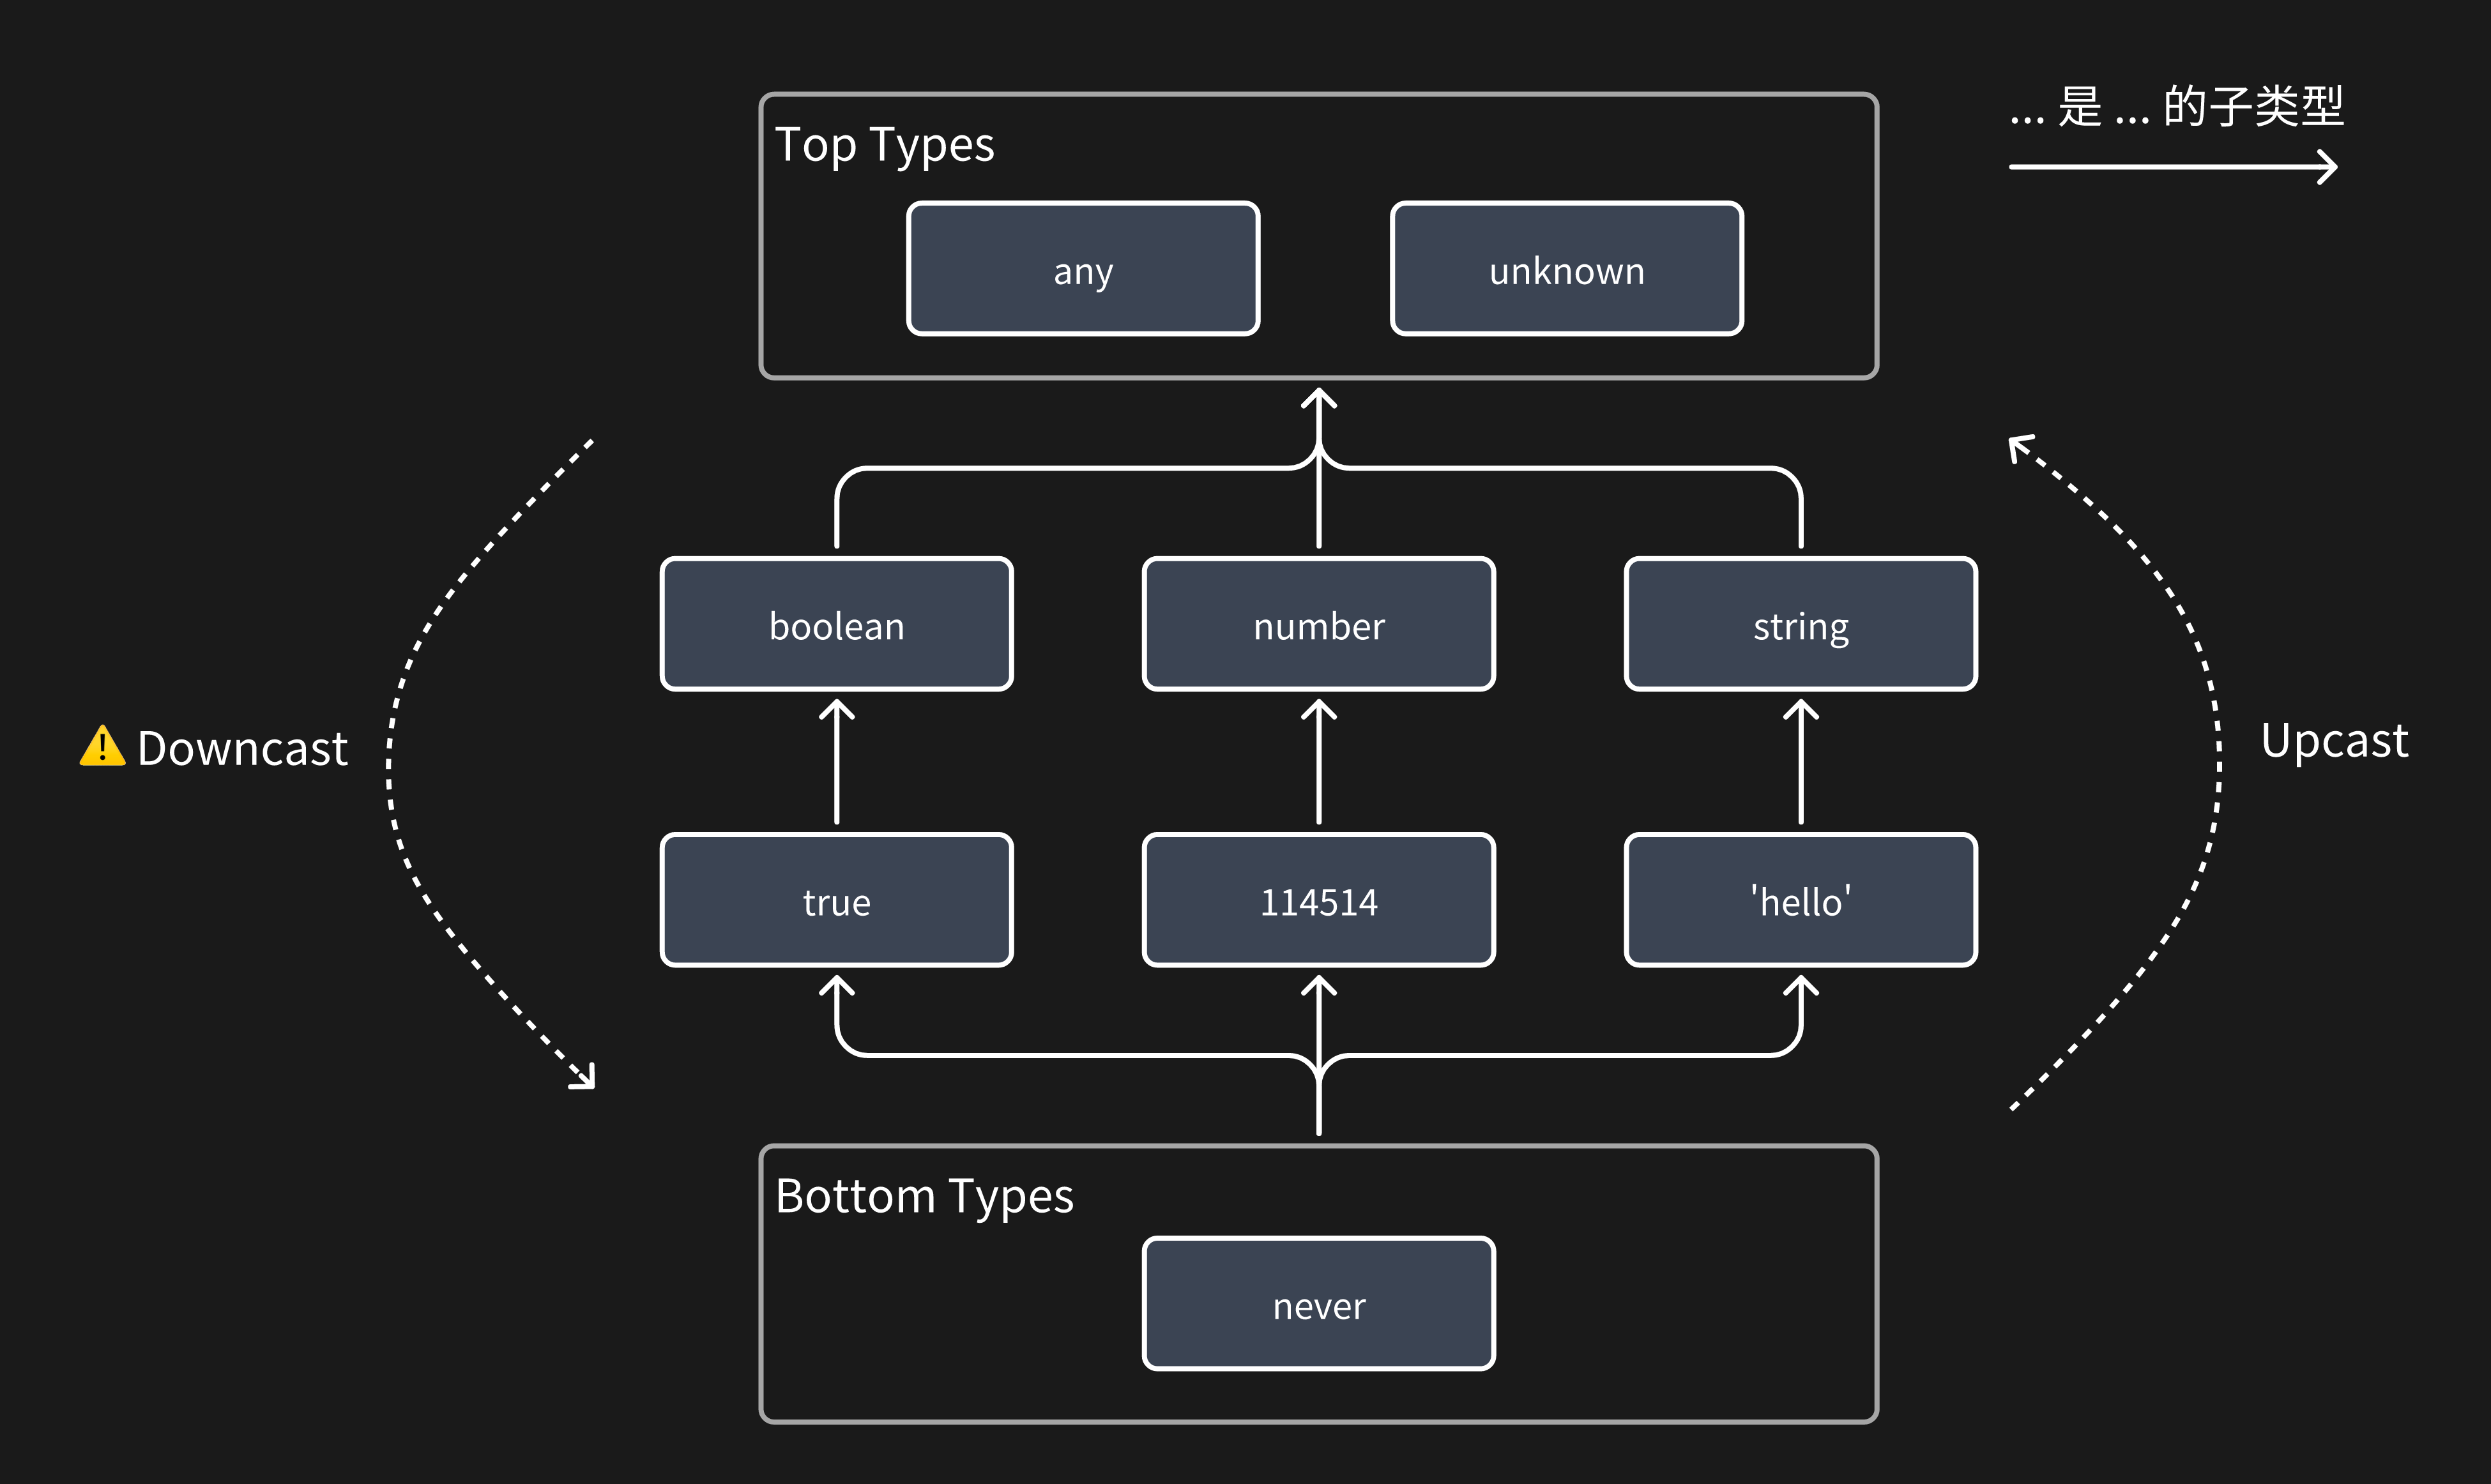 ... 是 ... 的子类型
Top Types
any
unknown
boolean
number
string
⚠️ Downcast
Upcast
true
114514
'hello'
Bottom Types
never